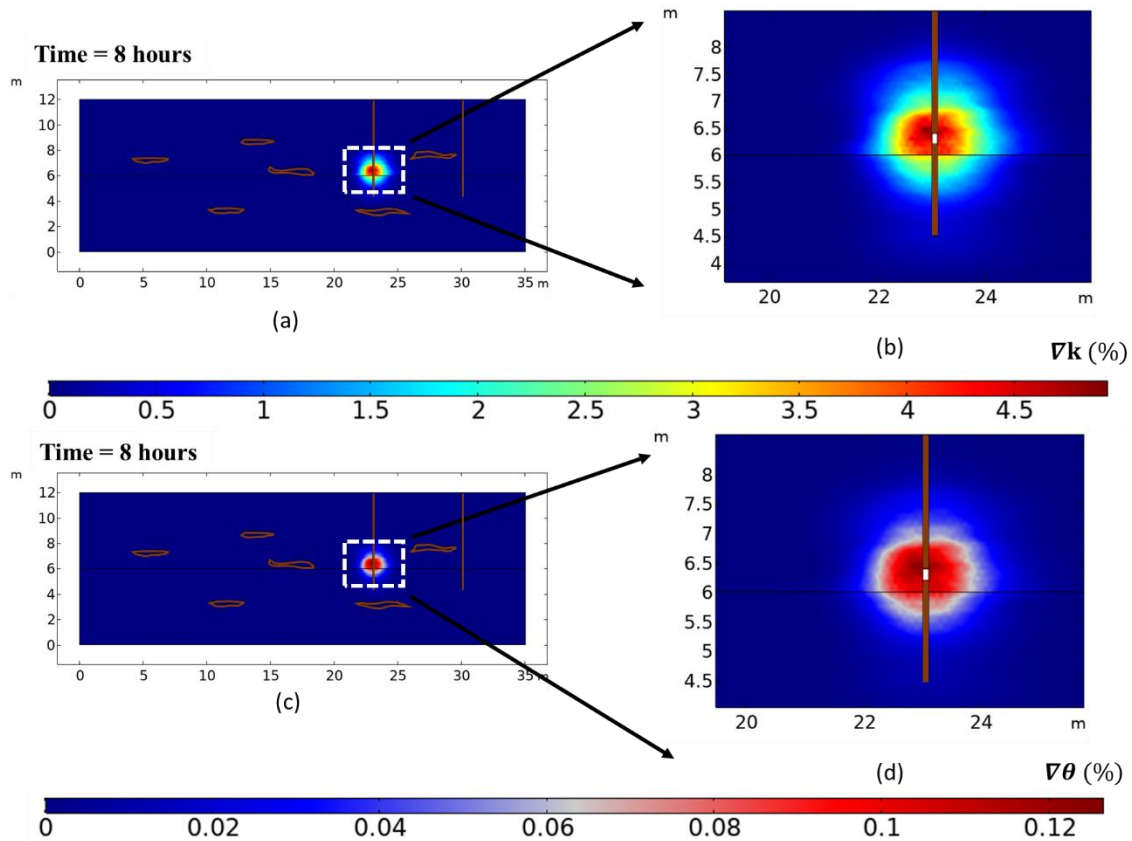 m
Time = 8 hours
m
12
10
8
6
4
2
0
0 5 10 15 20 25 30 35 m
(a)
8
7.5
7
6.5
6
5.5
5
4.5
4
20 22 24 m
(b)
∇k (%)
0 0.5 1 1.5 2 2.5 3 3.5 4 4.5
Time = 8 hours
m
m
12
10
8
6
4
2
0
0 5 10 15 20 25 30 35 m
(c)
8
7.5
7
6.5
6
5.5
5
4.5
20 22 24 m
(d)
∇θ (%)
0 0.02 0.04 0.06 0.08 0.1 0.12